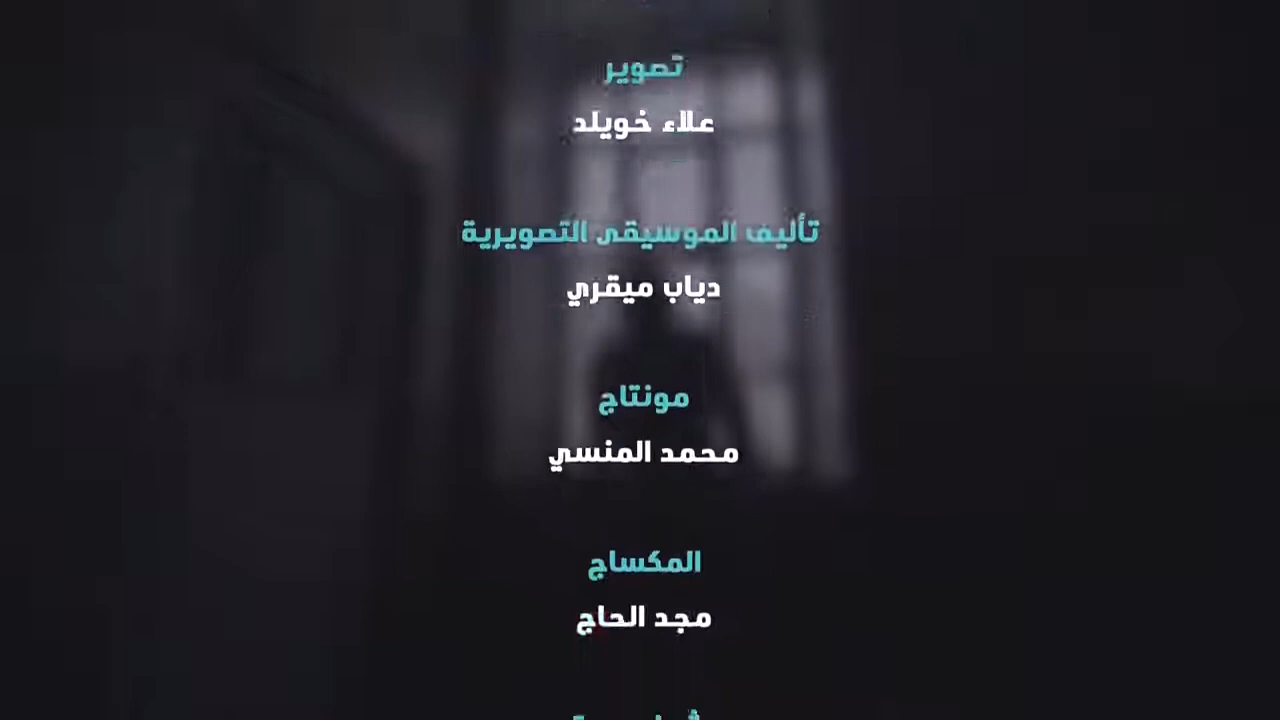 تصوير
علاء خويلد
تأليف الموسيقى التصويرية
دياب ميقري
مونتاج
محمد المنسي
المكساج
مجد الحاج